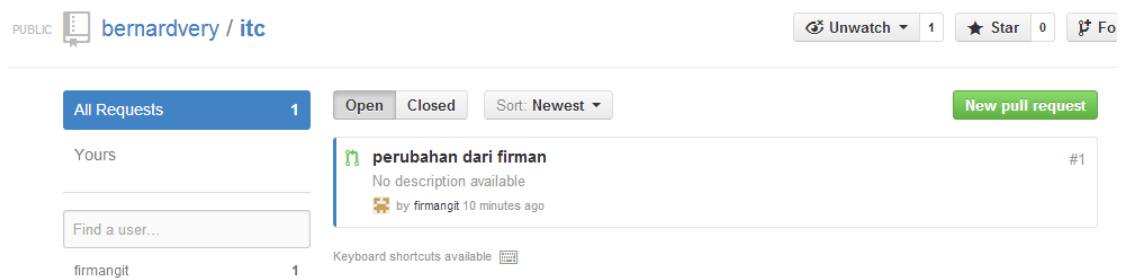 PUBLIC bernardvery / itc Unwatch 1 Star 0 Fo
All Requests 1
Yours
Find a user...
firmangit 1
Open Closed Sort: Newest New pull request
perubahan dari firman #1
No description available
by firmangit 10 minutes ago
Keyboard shortcuts available